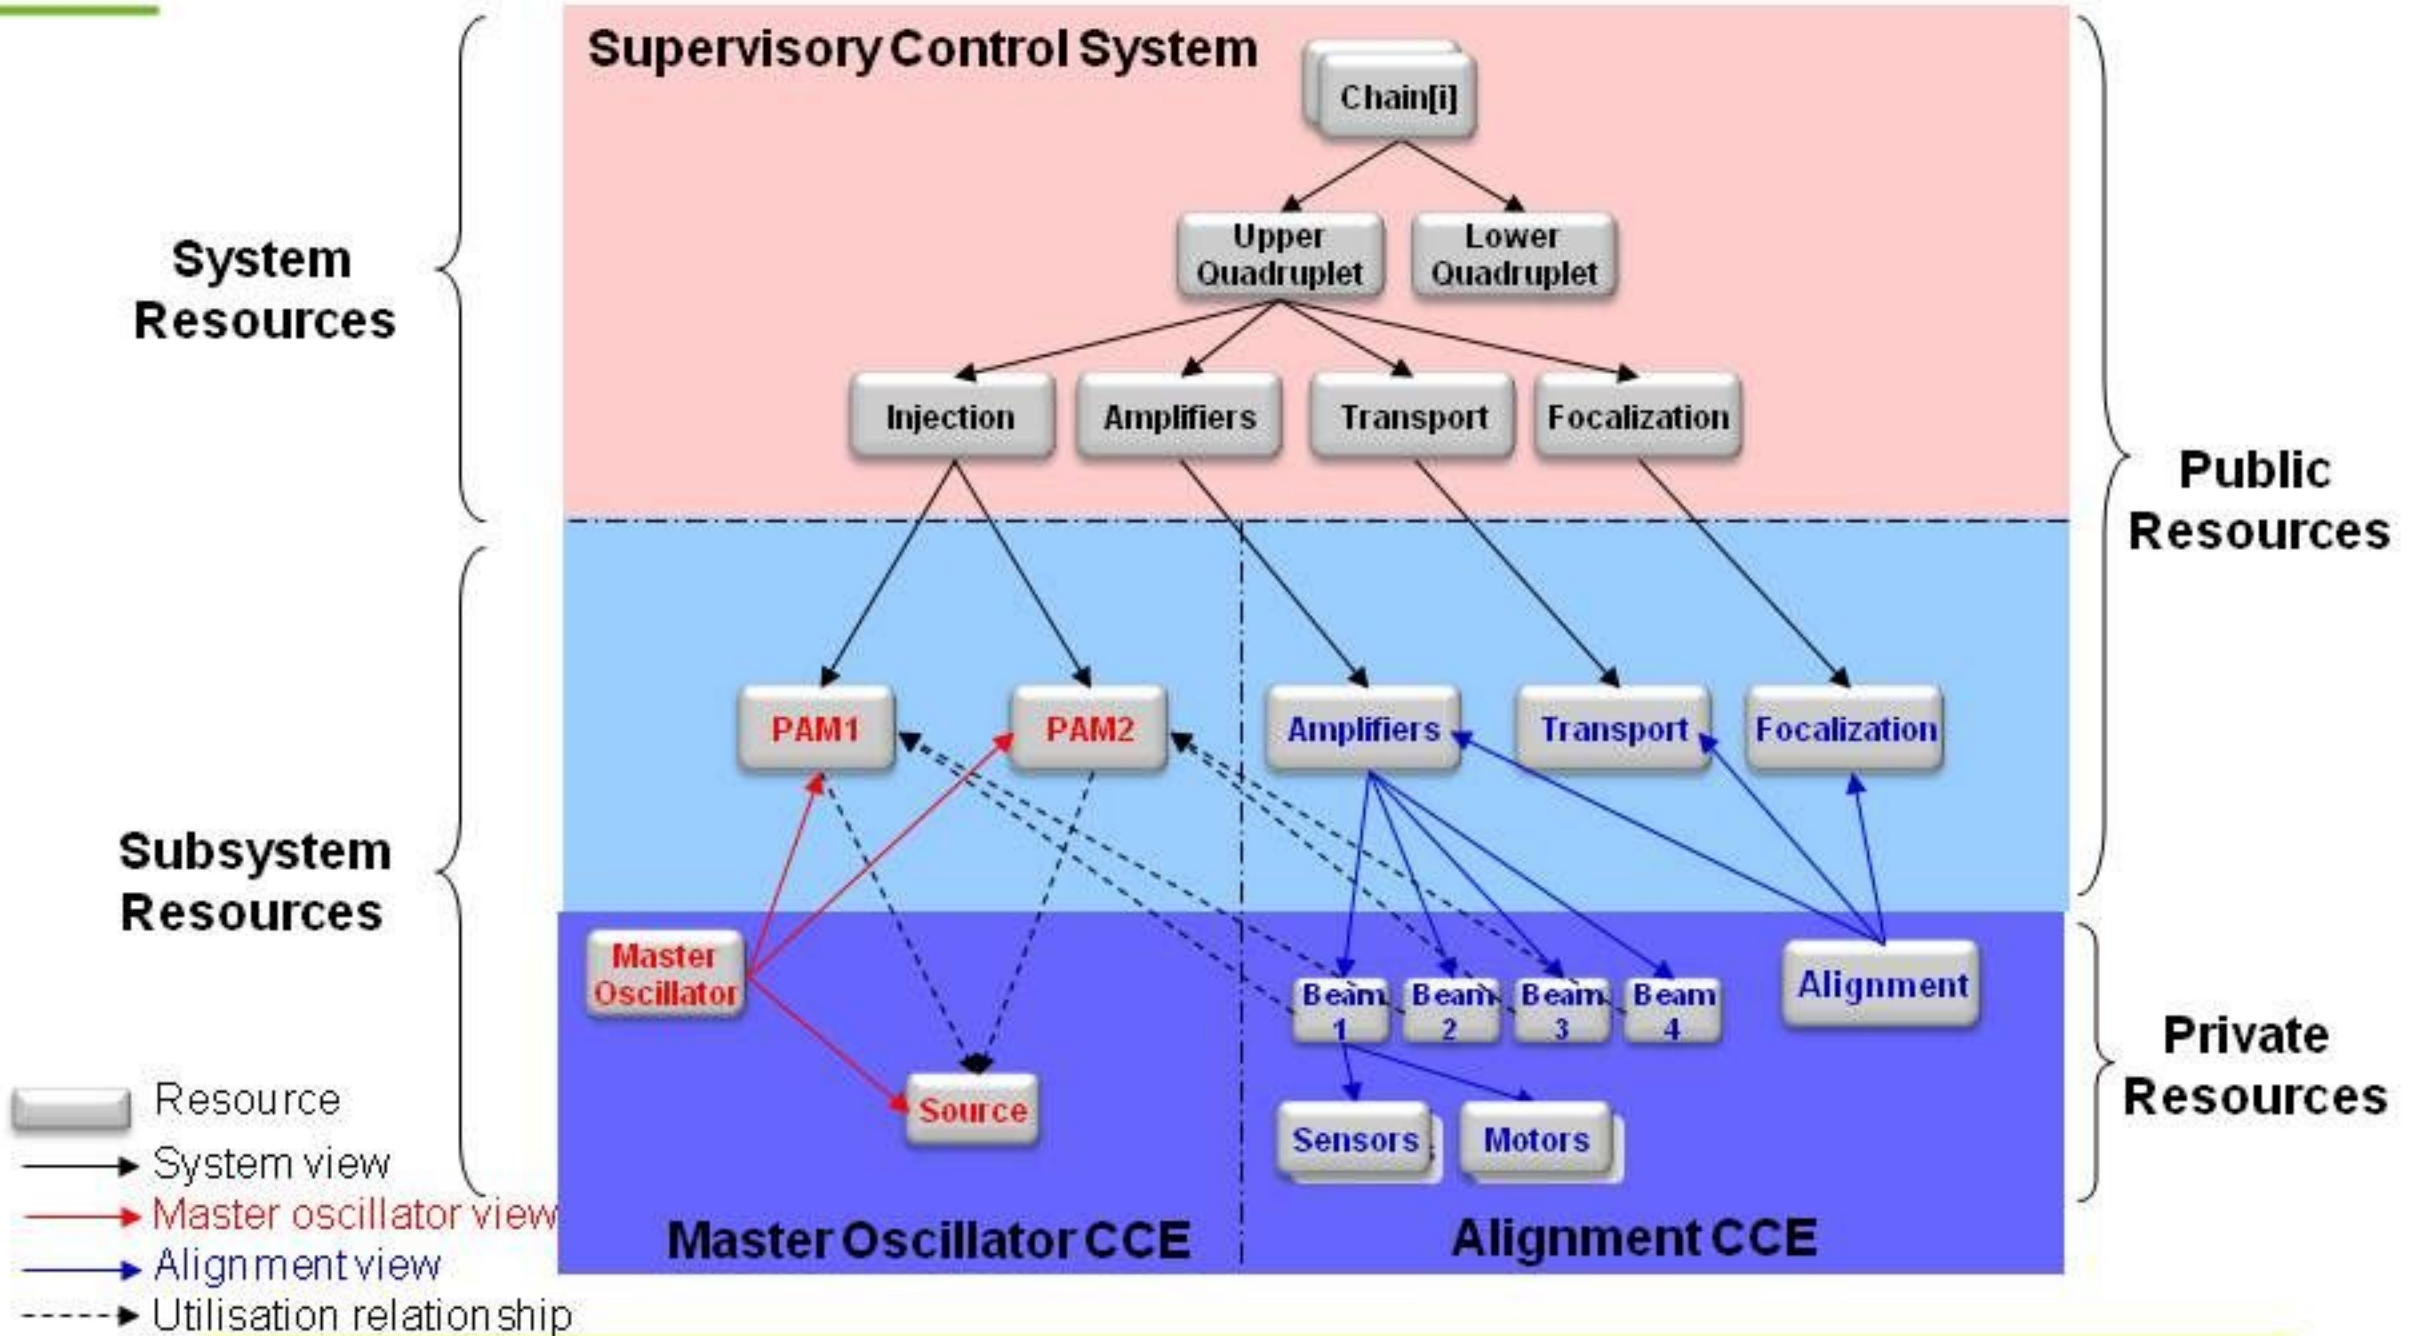 Supervisory Control System
Chain[i]
System
Resources
Upper
Quadruplet
Lower
Quadruplet
Injection
Amplifiers
Transport
Focalization
Public
Resources
PAM1
PAM2
Amplifiers
Transport
Focalization
Subsystem
Resources
Master
Oscillator
Beam
1
Beam
2
Beam
3
Beam
4
Alignment
Private
Resources
Source
Sensors
Motors
Master Oscillator CCE
Alignment CCE
Resource
System view
Master oscillator view
Alignment view
Utilisation relationship